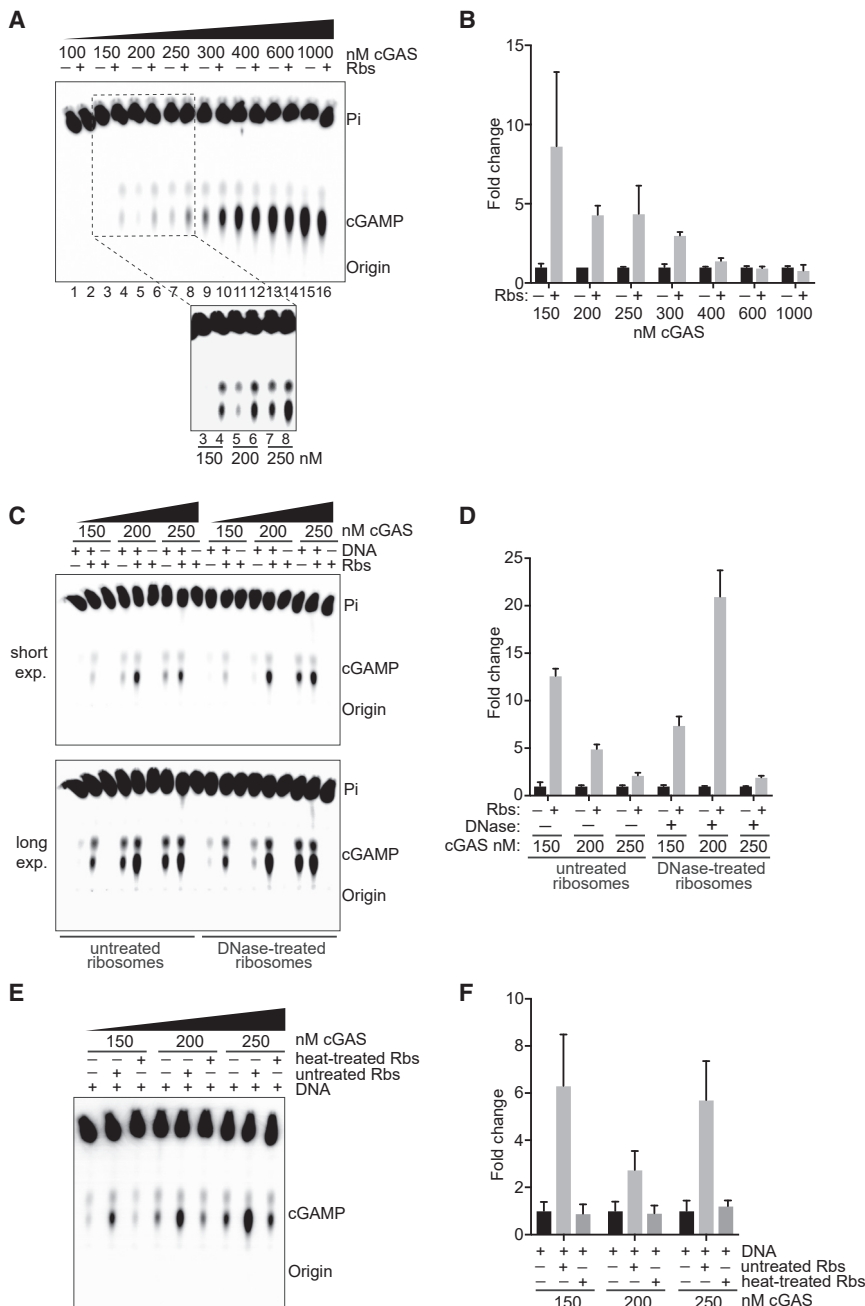 A
100 150 200 250 300 400 600 1000 nM cGAS
− + − + − + − + − + − + − + − + Rbs
Pi
cGAMP
Origin
1 2 3 4 5 6 7 8 9 10 11 12 13 14 15 16
3 4 5 6 7 8
150 200 250 nM
B
Fold change
15
10
5
0
Rbs: − + − + − + − + − + − + − +
150 200 250 300 400 600 1000
nM cGAS
C
150 200 250 150 200 250 nM cGAS
+ + − + + − + + − + + − + + − + + − DNA
− + + − + + − + + − + + − + + − + + Rbs
short
exp.
Pi
cGAMP
Origin
long
exp.
Pi
cGAMP
Origin
untreated
ribosomes
DNase-treated
ribosomes
D
Fold change
25
20
15
10
5
0
Rbs: − + − + − + − + − + − +
DNase: − − − + + +
cGAS nM: 150 200 250 150 200 250
untreated
ribosomes
DNase-treated
ribosomes
E
150 200 250 nM cGAS
− − + − − + − − + heat-treated Rbs
− + − − + − − + − untreated Rbs
+ + + + + + + + + DNA
cGAMP
Origin
F
Fold change
10
8
6
4
2
0
+ + + + + + + + + DNA
− + − − + − − + − untreated Rbs
− − + − − + − − + heat-treated Rbs
150 200 250 nM cGAS